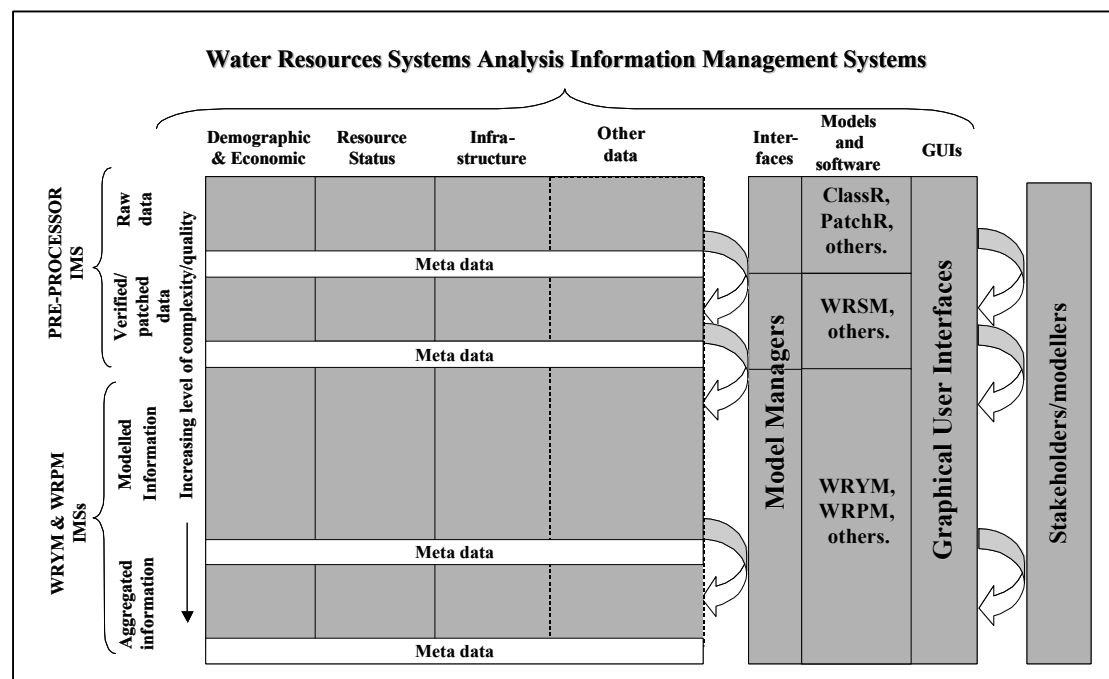 Water Resources Systems Analysis Information Management Systems
Demographic
& Economic
Resource
Status
Infra-
structure
Other
data
Inter-
faces
Models
and
software
GUIs
PRE-PROCESSOR
IMS
Raw
data
Verified/
patched
data
WRYM & WRPM
IMSs
Modelled
Information
Aggregated
information
Increasing level of complexity/quality
Meta data
Meta data
Meta data
Meta data
Model Managers
ClassR,
PatchR,
others.
WRSM,
others.
WRYM,
WRPM,
others.
Graphical User Interfaces
Stakeholders/modellers